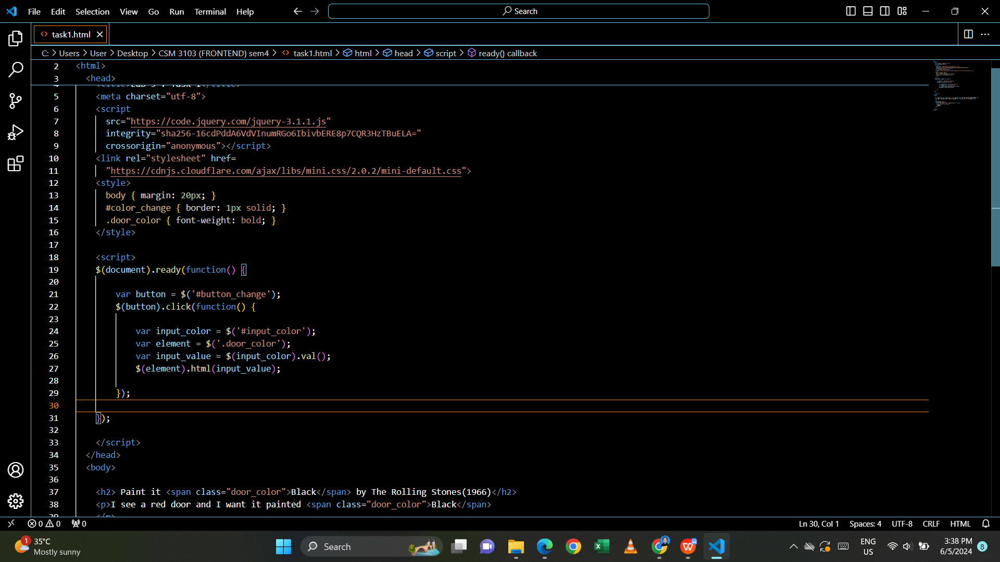 File Edit Selection View Go Run Terminal Help
Search
task1.html
C: > Users > User > Desktop > CSM 3103 (FRONTEND) sem4 > task1.html > html > head > script > ready() callback
2 <html>
3 <head>
5 <meta charset="utf-8">
6 <script
7 src="https://code.jquery.com/jquery-3.1.1.js"
8 integrity="sha256-16cdPddA6VdVInumRGo6IbivbERE8p7CQR3HzTBuELA="
9 crossorigin="anonymous"></script>
10 <link rel="stylesheet" href=
11 "https://cdnjs.cloudflare.com/ajax/libs/mini.css/2.0.2/mini-default.css">
12 <style>
13 body { margin: 20px; }
14 #color_change { border: 1px solid; }
15 .door_color { font-weight: bold; }
16 </style>
17
18 <script>
19 $(document).ready(function() {
20
21 var button = $('#button_change');
22 $(button).click(function() {
23
24 var input_color = $('#input_color');
25 var element = $('.door_color');
26 var input_value = $(input_color).val();
27 $(element).html(input_value);
28
29 });
30
31 });
32
33 </script>
34 </head>
35 <body>
36
37 <h2> Paint it <span class="door_color">Black</span> by The Rolling Stones(1966)</h2>
38 <p>I see a red door and I want it painted <span class="door_color">Black</span>
0 0 0
Ln 30, Col 1 Spaces: 4 UTF-8 CRLF HTML
1 35°C
Mostly sunny
Search
ENG
US
3:38 PM
6/5/2024
8